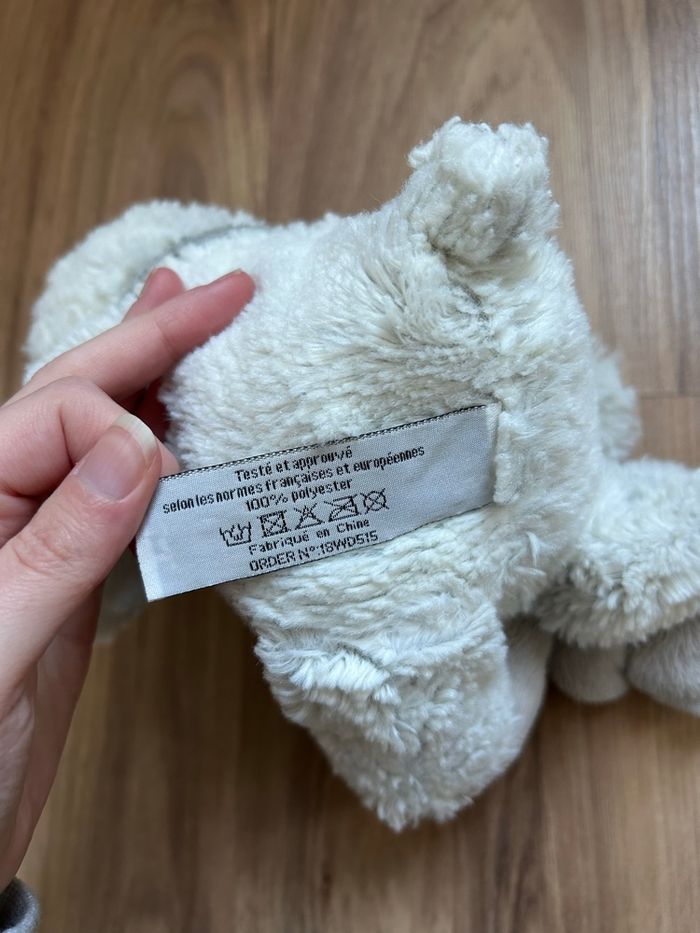 Testé et approuvé
selon les normes françaises et européennes
100% polyester
Fabriqué en Chine
ORDER N°:18WD515